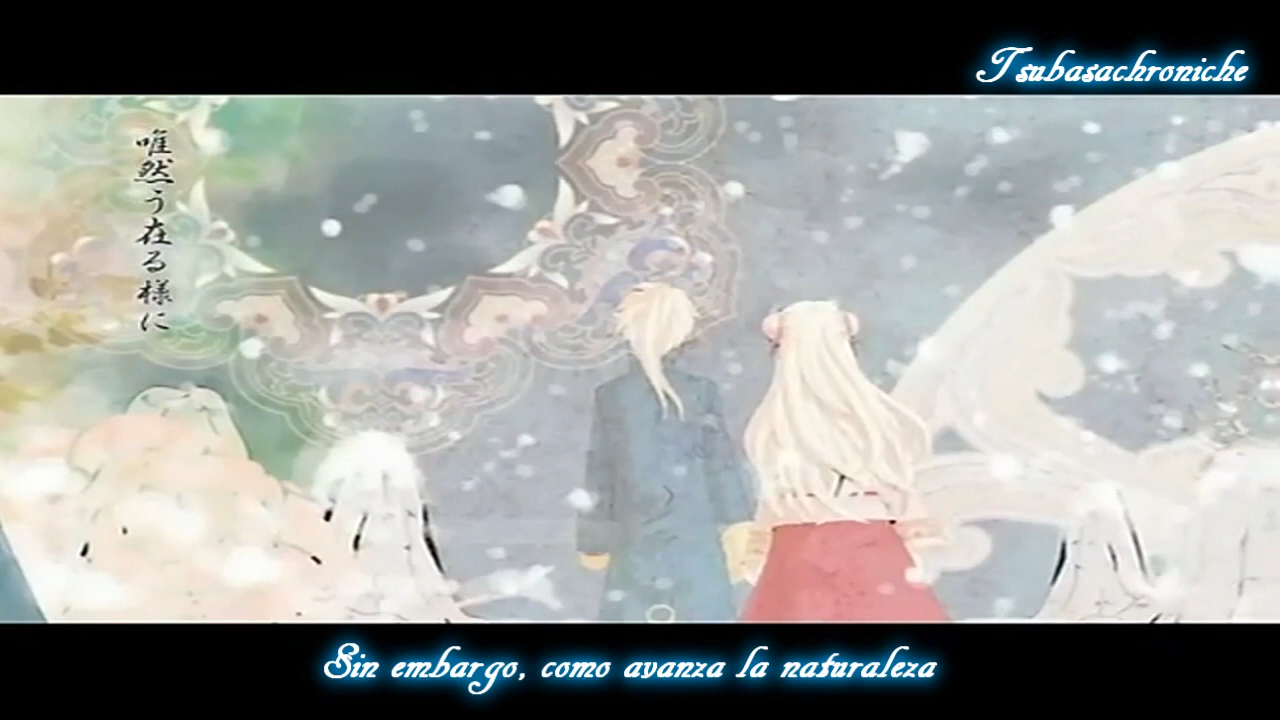 Tsubasachroniche
唯然う在る様に
Sin embargo, como avanza la naturaleza